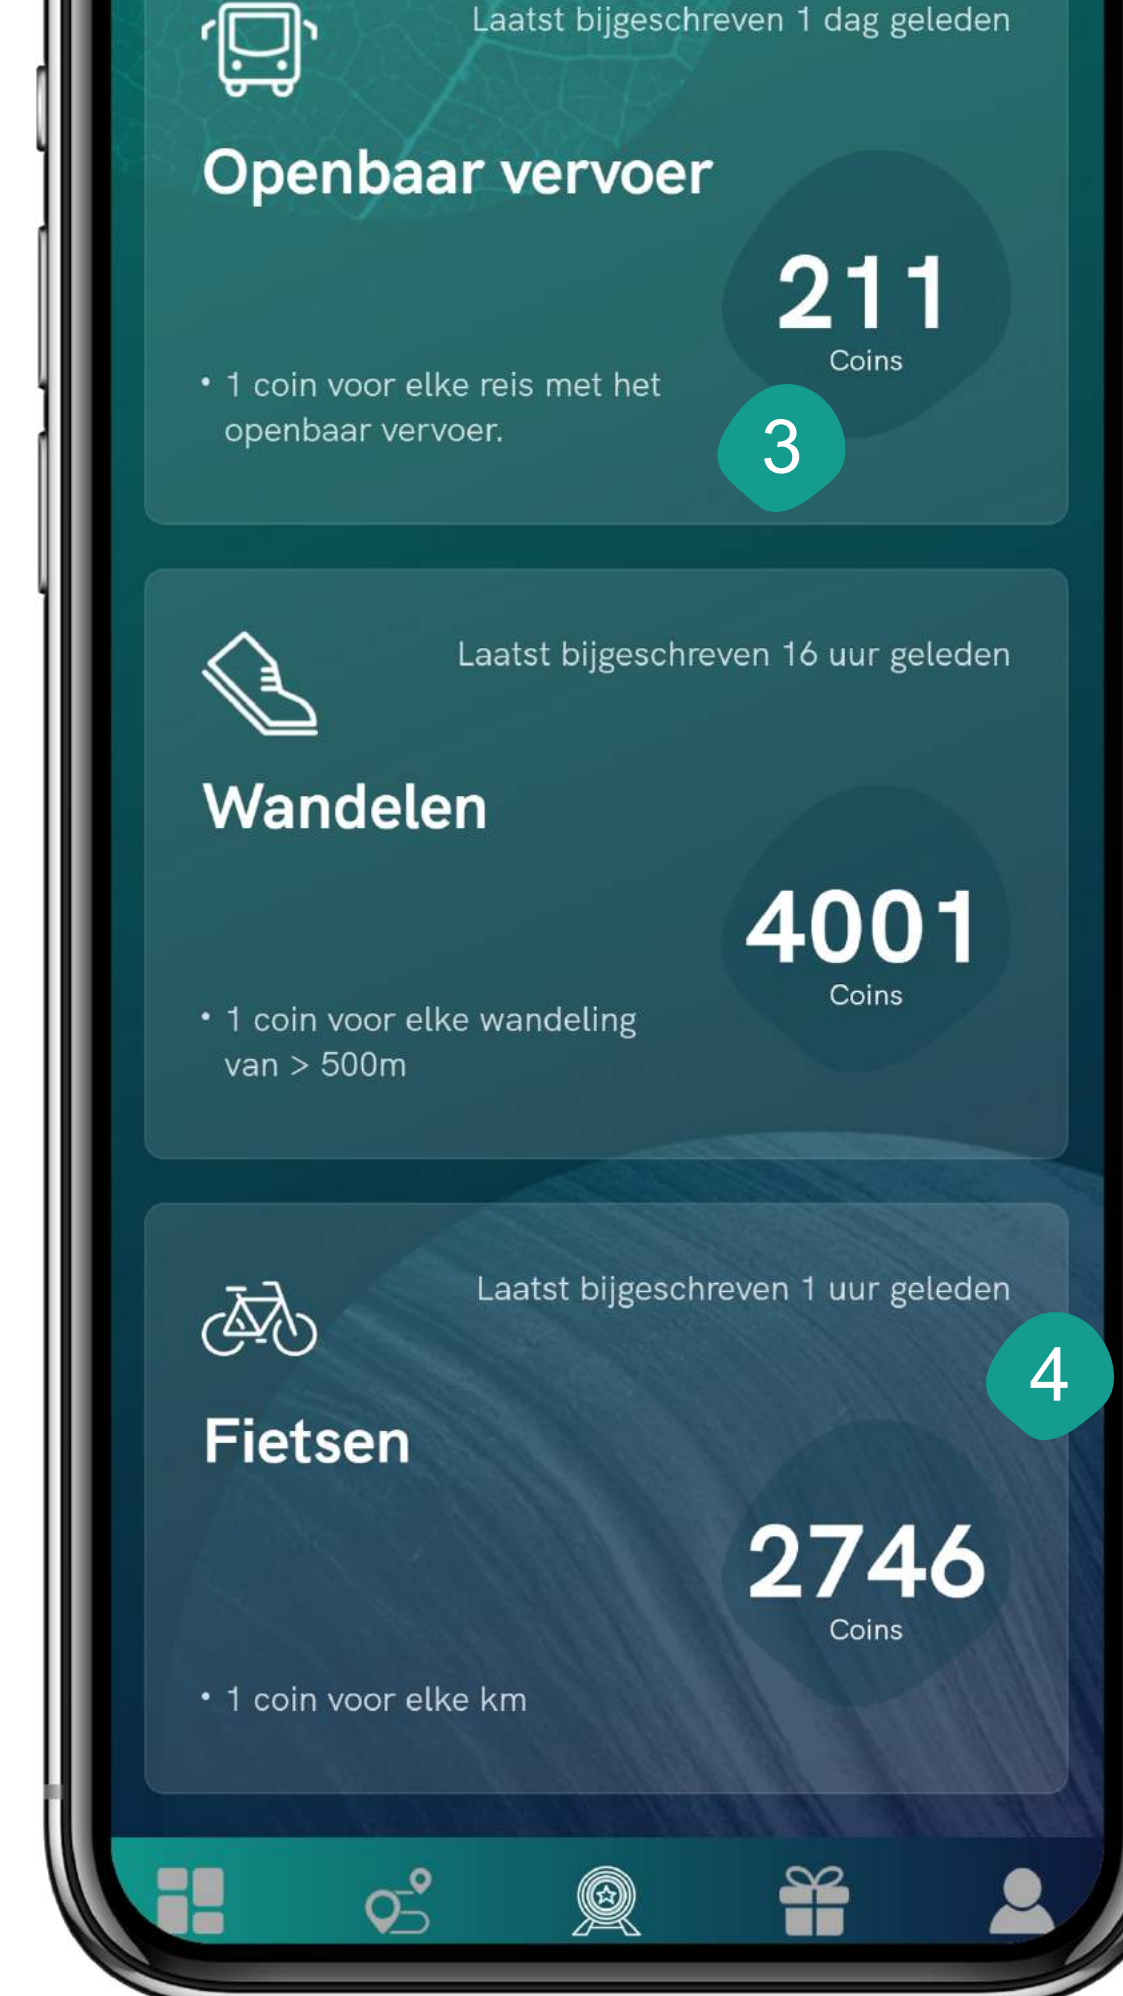 Laatst bijgeschreven 1 dag geleden
Openbaar vervoer
211
Coins
• 1 coin voor elke reis met het
openbaar vervoer.
3
Laatst bijgeschreven 16 uur geleden
Wandelen
4001
Coins
• 1 coin voor elke wandeling
van > 500m
Laatst bijgeschreven 1 uur geleden
4
Fietsen
2746
Coins
• 1 coin voor elke km